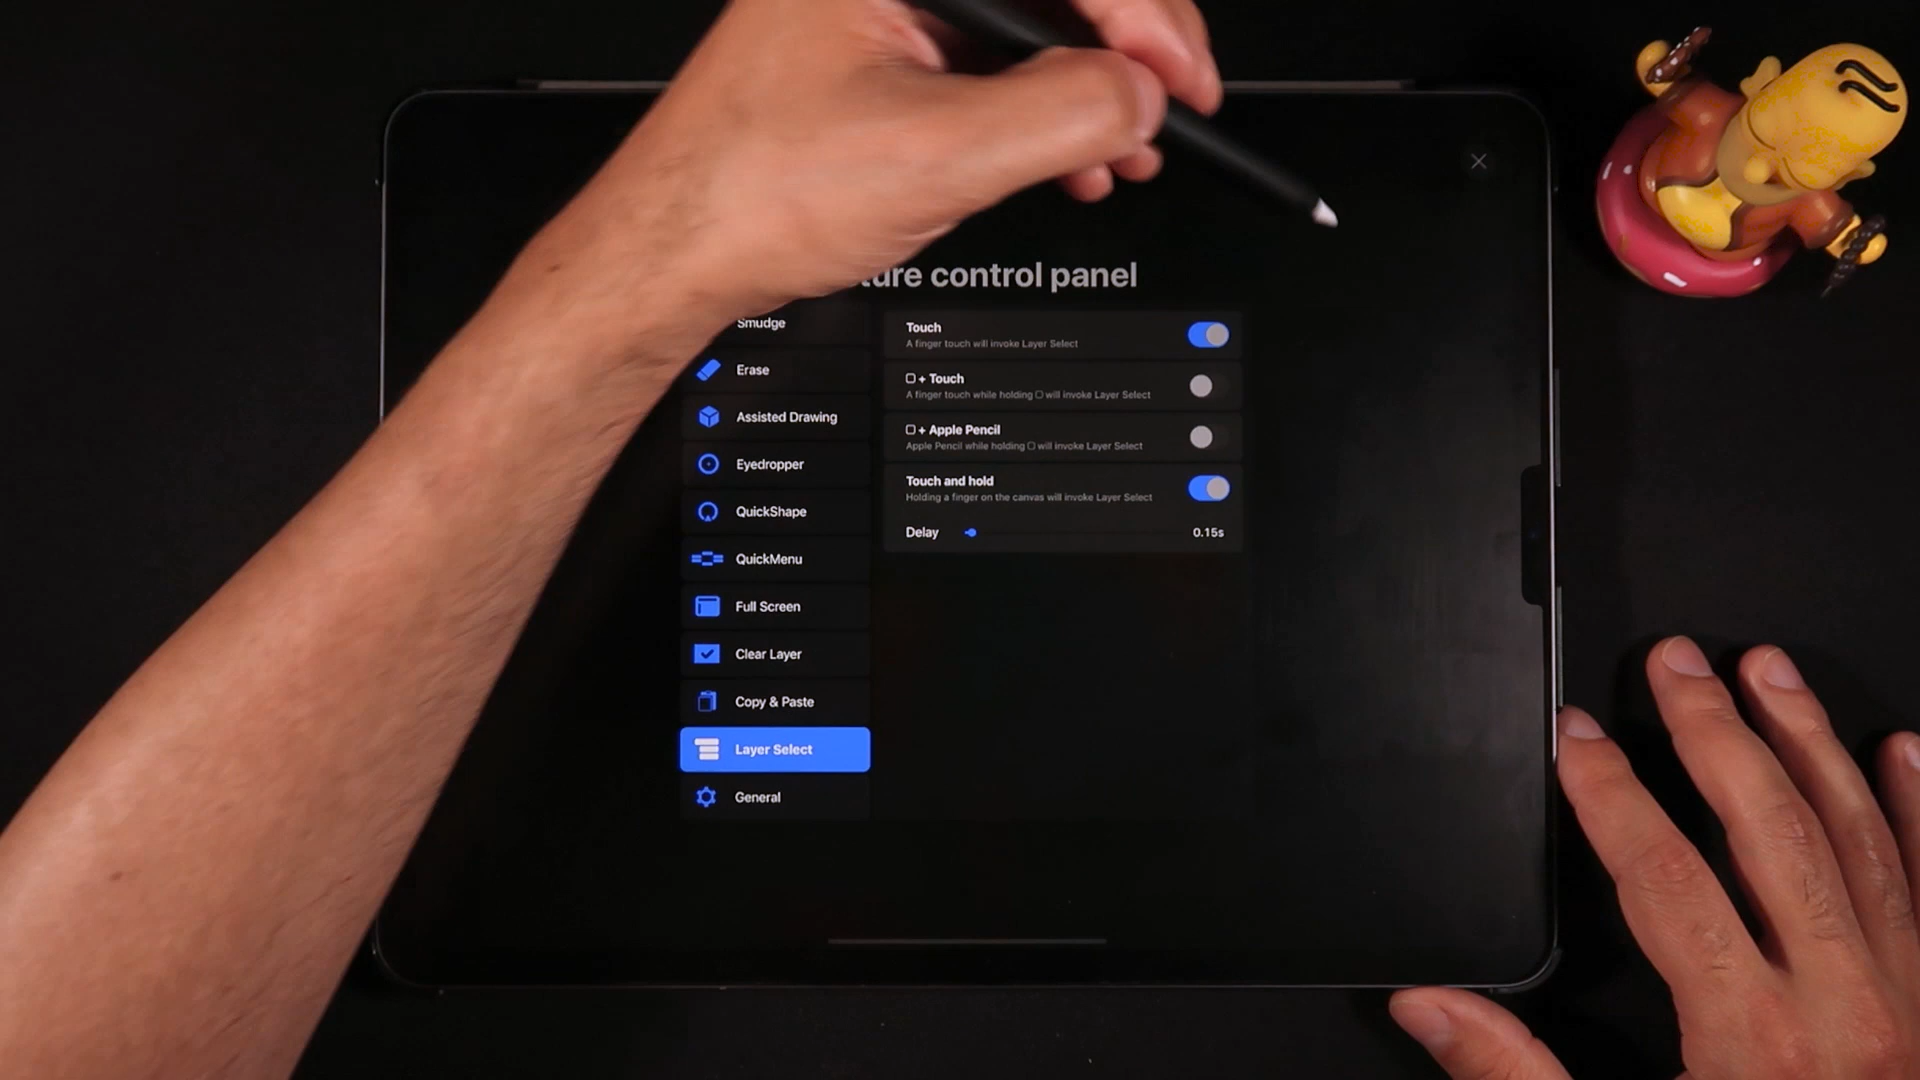 control panel
Smudge
Erase
Assisted Drawing
Eyedropper
QuickShape
QuickMenu
Full Screen
Clear Layer
Copy & Paste
Layer Select
General
Touch
A finger touch will invoke Layer Select
▢ + Touch
A finger touch while holding ▢ will invoke Layer Select
▢ + Apple Pencil
Apple Pencil while holding ▢ will invoke Layer Select
Touch and hold
Holding a finger on the canvas will invoke Layer Select
Delay 0.15s